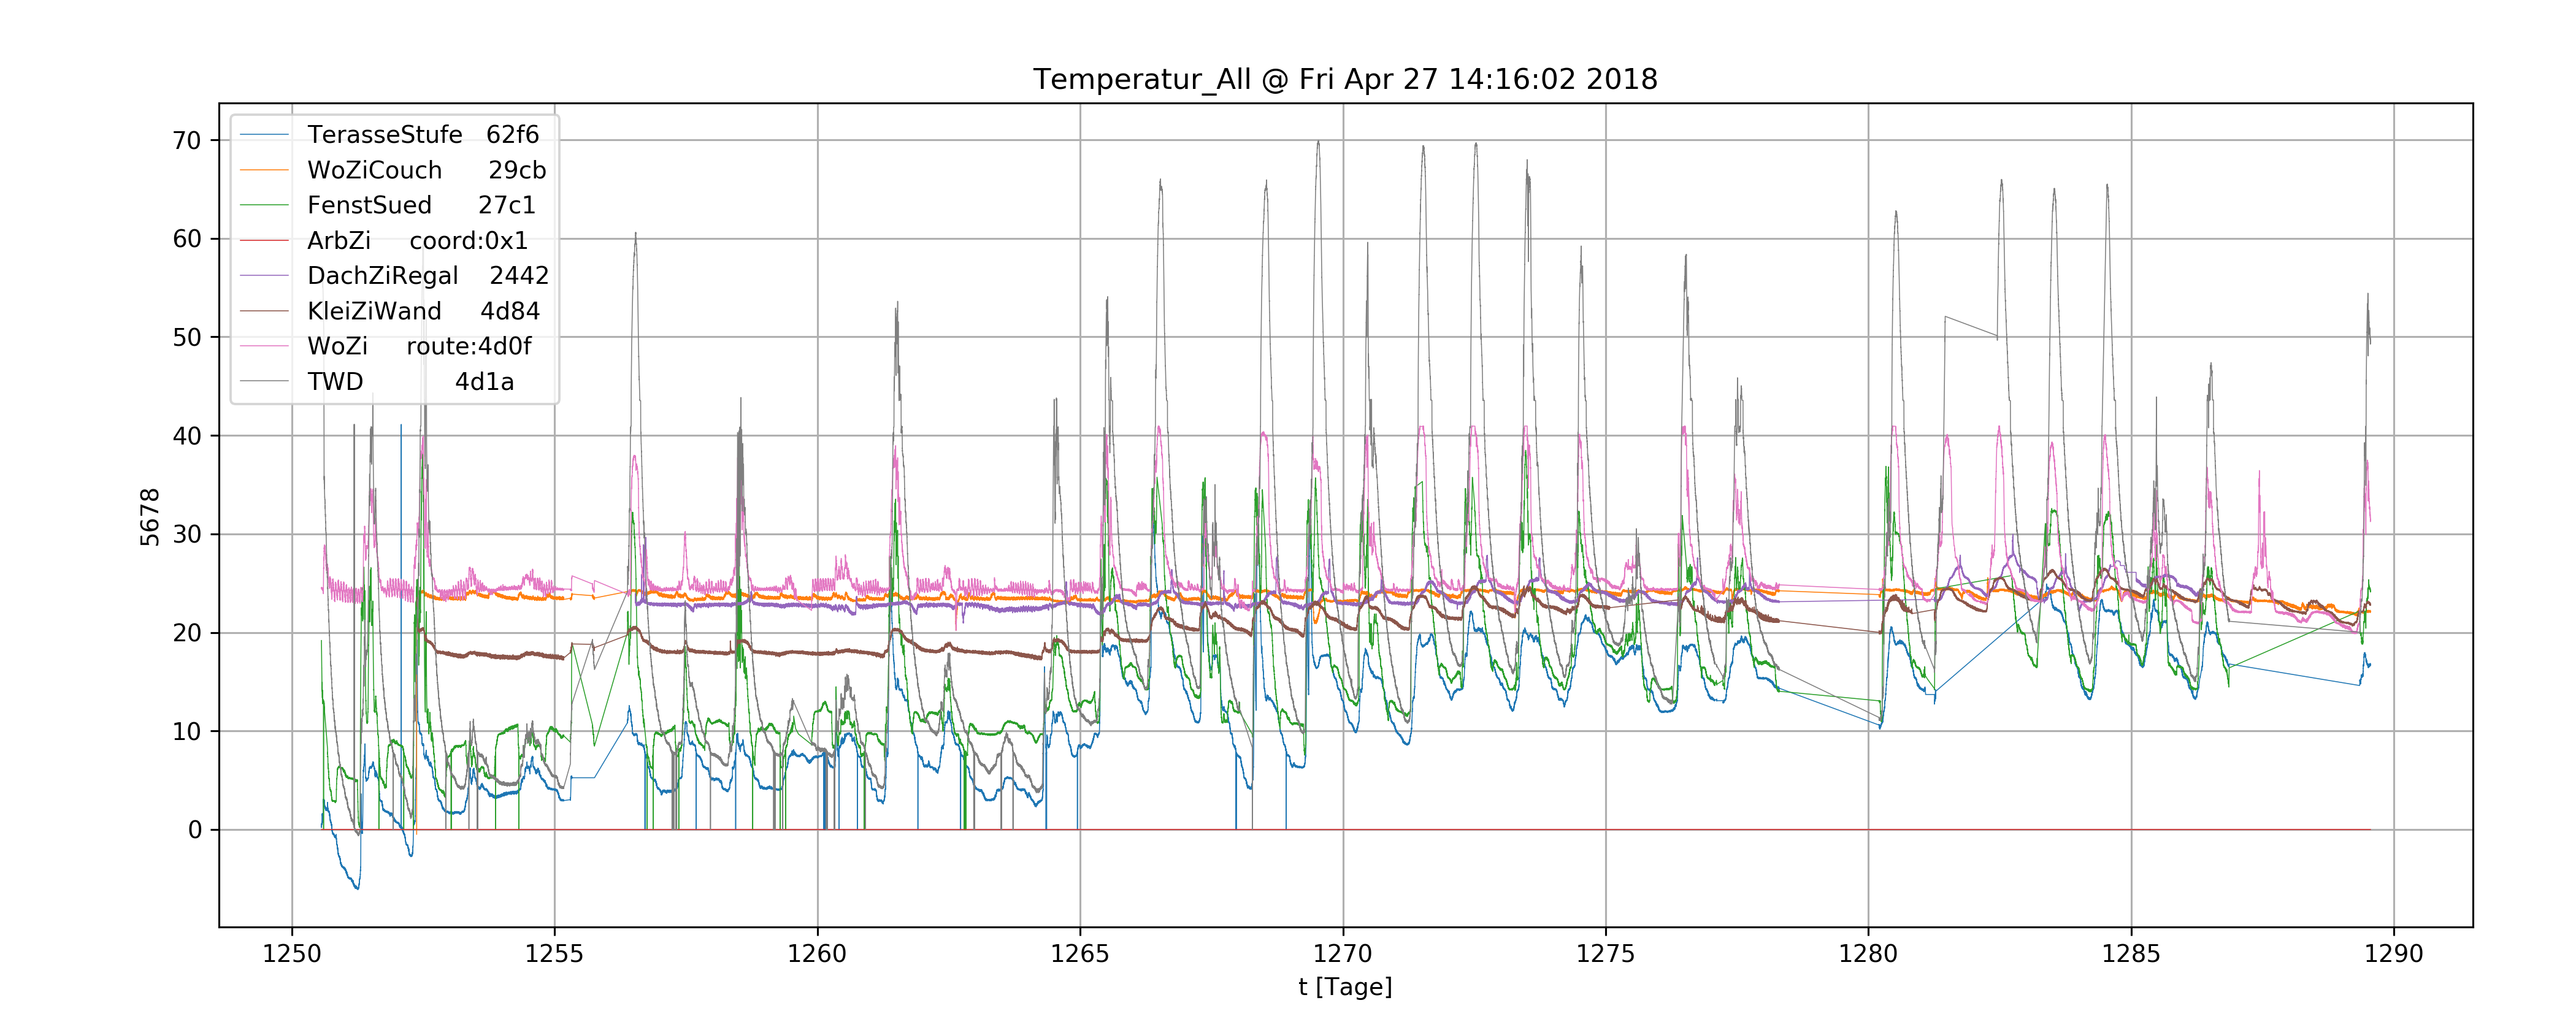 Temperatur_All @ Fri Apr 27 14:16:02 2018
70
60
50
40
30
20
10
0
5678
TerasseStufe 62f6
WoZiCouch 29cb
FenstSued 27c1
ArbZi coord:0x1
DachZiRegal 2442
KleiZiWand 4d84
WoZi route:4d0f
TWD 4d1a
1250 1255 1260 1265 1270 1275 1280 1285 1290
t [Tage]